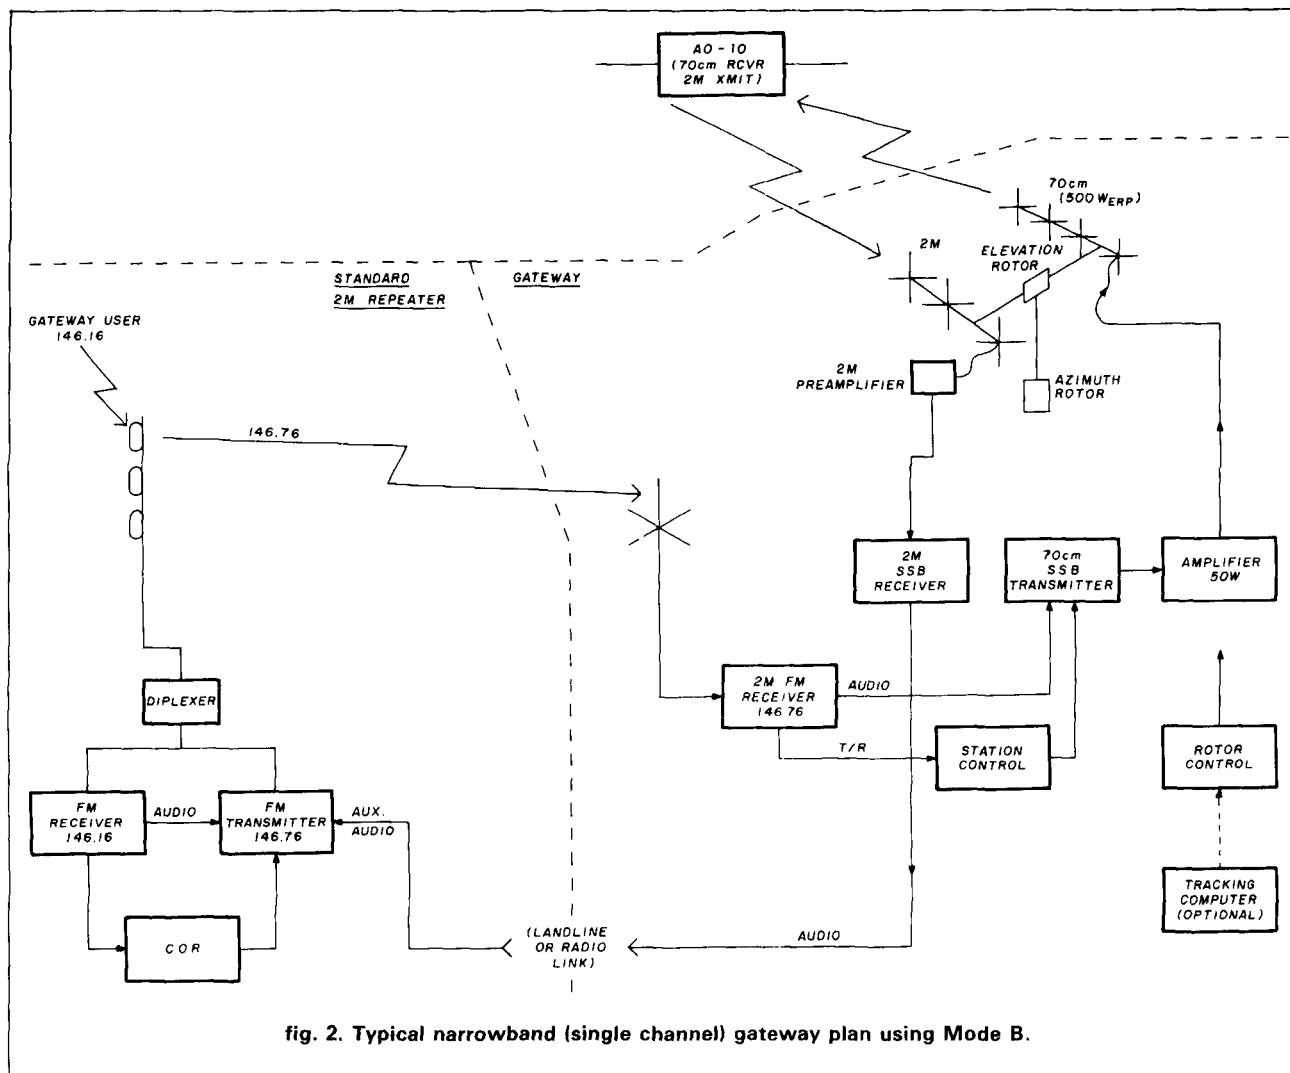 AO-10
(70cm RCVR
2M XMIT)
70cm
(500 WERP)
2M
ELEVATION
ROTOR
STANDARD
2M REPEATER
GATEWAY
GATEWAY USER
146.16
2M
PREAMPLIFIER
AZIMUTH
ROTOR
146.76
2M
SSB
RECEIVER
70cm
SSB
TRANSMITTER
AMPLIFIER
50W
DIPLEXER
2M FM
RECEIVER
146.76
AUDIO
T/R
STATION
CONTROL
ROTOR
CONTROL
FM
RECEIVER
146.16
AUDIO
FM
TRANSMITTER
146.76
AUX.
AUDIO
TRACKING
COMPUTER
(OPTIONAL)
COR
(LANDLINE
OR RADIO
LINK)
AUDIO
fig. 2. Typical narrowband (single channel) gateway plan using Mode B.